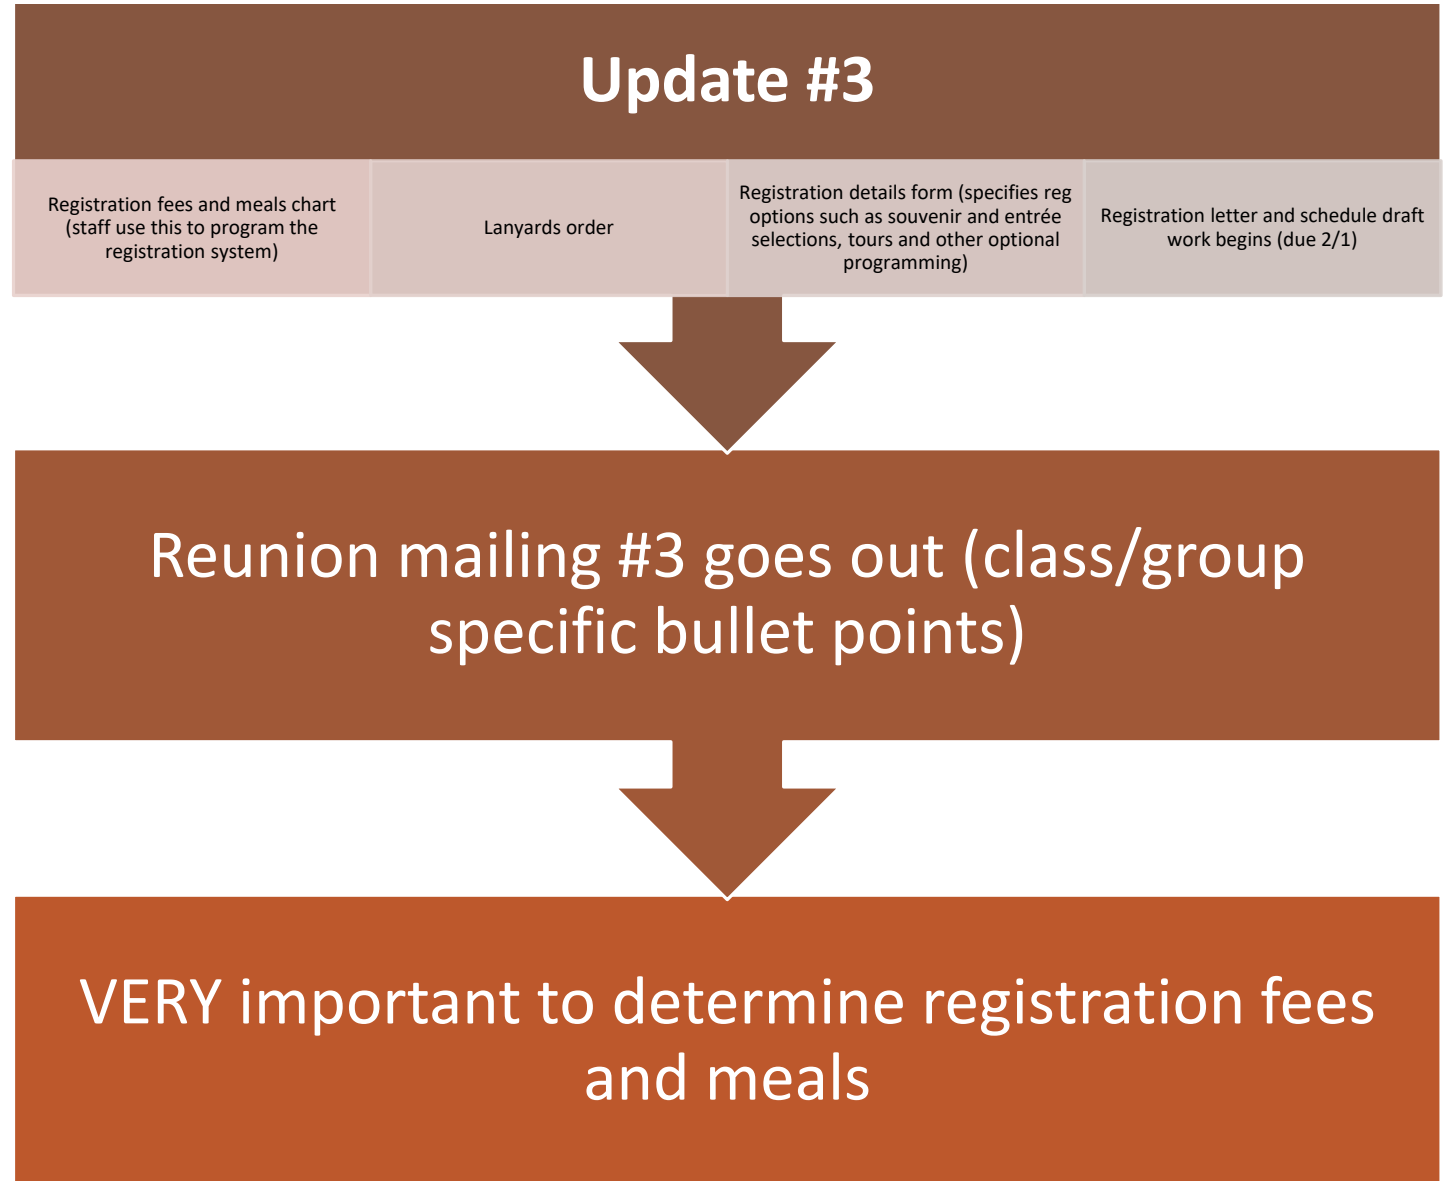 Update #3
Registration fees and meals chart
(staff use this to program the
registration system)
Lanyards order
Registration details form (specifies reg
options such as souvenir and entrée
selections, tours and other optional
programming)
Registration letter and schedule draft
work begins (due 2/1)
Reunion mailing #3 goes out (class/group
specific bullet points)
VERY important to determine registration fees
and meals